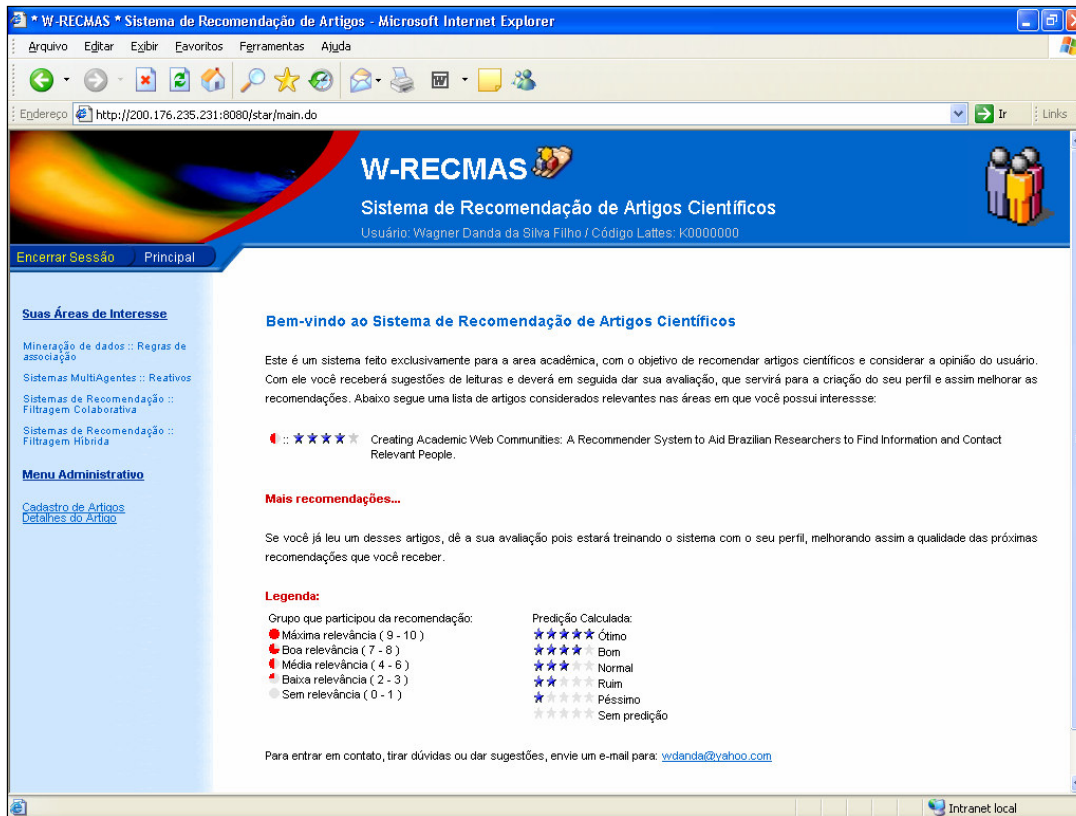 * W-RECMAS * Sistema de Recomendação de Artigos - Microsoft Internet Explorer
Arquivo Editar Exibir Favoritos Ferramentas Ajuda
Endereço http://200.176.235.231:8080/star/main.do Ir Links
W-RECMAS
Sistema de Recomendação de Artigos Científicos
Usuário: Wagner Danda da Silva Filho / Código Lattes: K0000000
Encerrar Sessão Principal
Suas Áreas de Interesse
Mineração de dados :: Regras de
associação
Sistemas MultiAgentes :: Reativos
Sistemas de Recomendação ::
Filtragem Colaborativa
Sistemas de Recomendação ::
Filtragem Híbrida
Menu Administrativo
Cadastro de Artigos
Detalhes do Artigo
Bem-vindo ao Sistema de Recomendação de Artigos Científicos
Este é um sistema feito exclusivamente para a area acadêmica, com o objetivo de recomendar artigos científicos e considerar a opinião do usuário.
Com ele você receberá sugestões de leituras e deverá em seguida dar sua avaliação, que servirá para a criação do seu perfil e assim melhorar as
recomendações. Abaixo segue uma lista de artigos considerados relevantes nas áreas em que você possui interessse:
:: Creating Academic Web Communities: A Recommender System to Aid Brazilian Researchers to Find Information and Contact
Relevant People.
Mais recomendações...
Se você já leu um desses artigos, dê a sua avaliação pois estará treinando o sistema com o seu perfil, melhorando assim a qualidade das próximas
recomendações que você receber.
Legenda:
Grupo que participou da recomendação:
Máxima relevância ( 9 - 10 )
Boa relevância ( 7 - 8 )
Média relevância ( 4 - 6 )
Baixa relevância ( 2 - 3 )
Sem relevância ( 0 - 1 )
Predição Calculada:
Ótimo
Bom
Normal
Ruim
Péssimo
Sem predição
Para entrar em contato, tirar dúvidas ou dar sugestões, envie um e-mail para: wdanda@yahoo.com
Intranet local